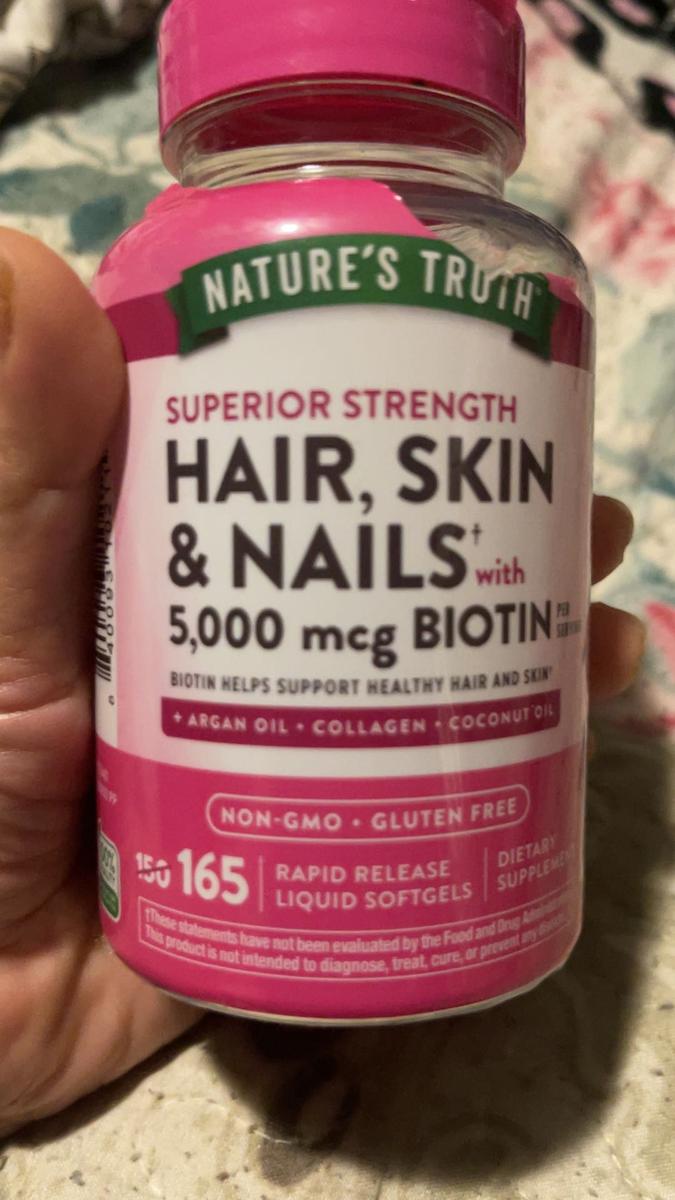 NATURE'S TRUTH
SUPERIOR STRENGTH
HAIR, SKIN
& NAILS† with
5,000 mcg BIOTIN PER
BIOTIN HELPS SUPPORT HEALTHY HAIR AND SKIN†
+ ARGAN OIL • COLLAGEN • COCONUT OIL
NON-GMO • GLUTEN FREE
150 165
RAPID RELEASE
LIQUID SOFTGELS
DIETARY
†These statements have not been evaluated by the Food and Drug
This product is not intended to diagnose, treat, cure, or prevent any disease.